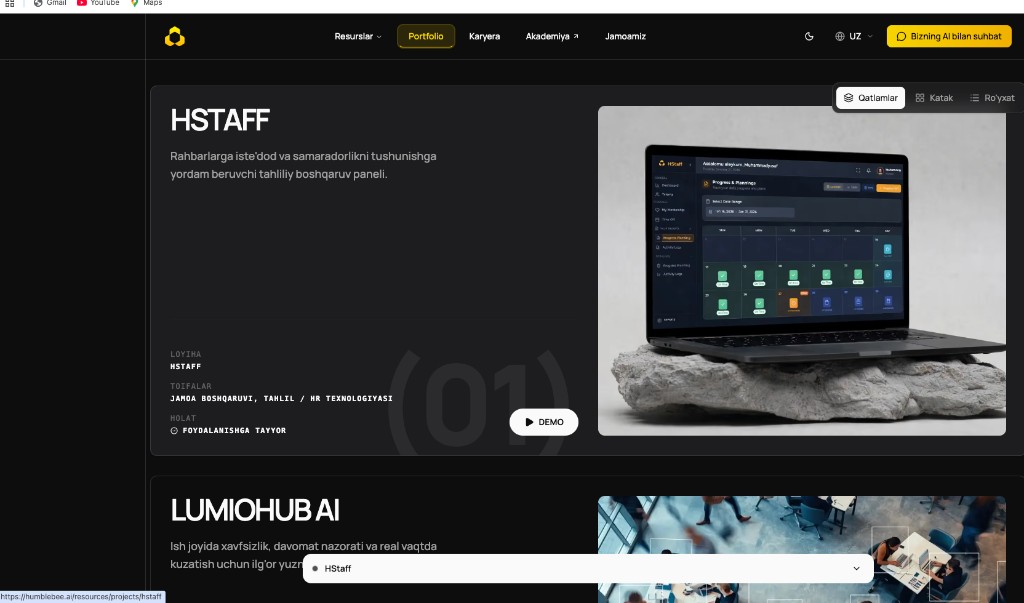 Gmail
YouTube
Maps
Resurslar
Portfolio
Karyera
Akademiya
Jamoamiz
UZ
Bizning AI bilan suhbat
Qatlamlar
Katak
Ro'yxat
HSTAFF
Rahbarlarga iste'dod va samaradorlikni tushunishga
yordam beruvchi tahliliy boshqaruv paneli.
HStaff
Progress & Plannings
LOYIHA
HSTAFF
TOIFALAR
JAMOA BOSHQARUVI, TAHLIL / HR TEXNOLOGIYASI
HOLAT
FOYDALANISHGA TAYYOR
(01)
DEMO
LUMIOHUB AI
Ish joyida xavfsizlik, davomat nazorati va real vaqtda
kuzatish uchun ilg'or
HStaff
https://humblebee.ai/resources/projects/hstaff